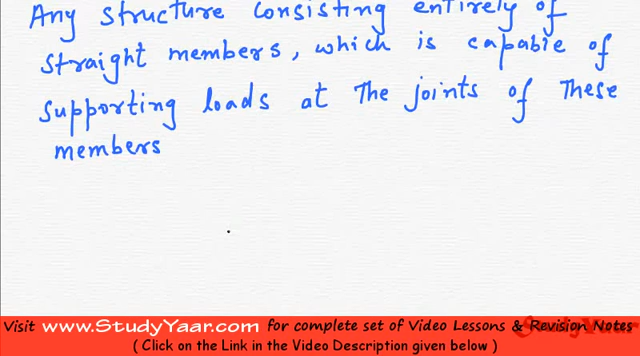 Any structure consisting entirely of
straight members, which is capable of
supporting loads at The joints of These
members
Visit www.StudyYaar.com for complete set of Video Lessons & Revision Notes
( Click on the Link in the Video Description given below )
StudyYaar